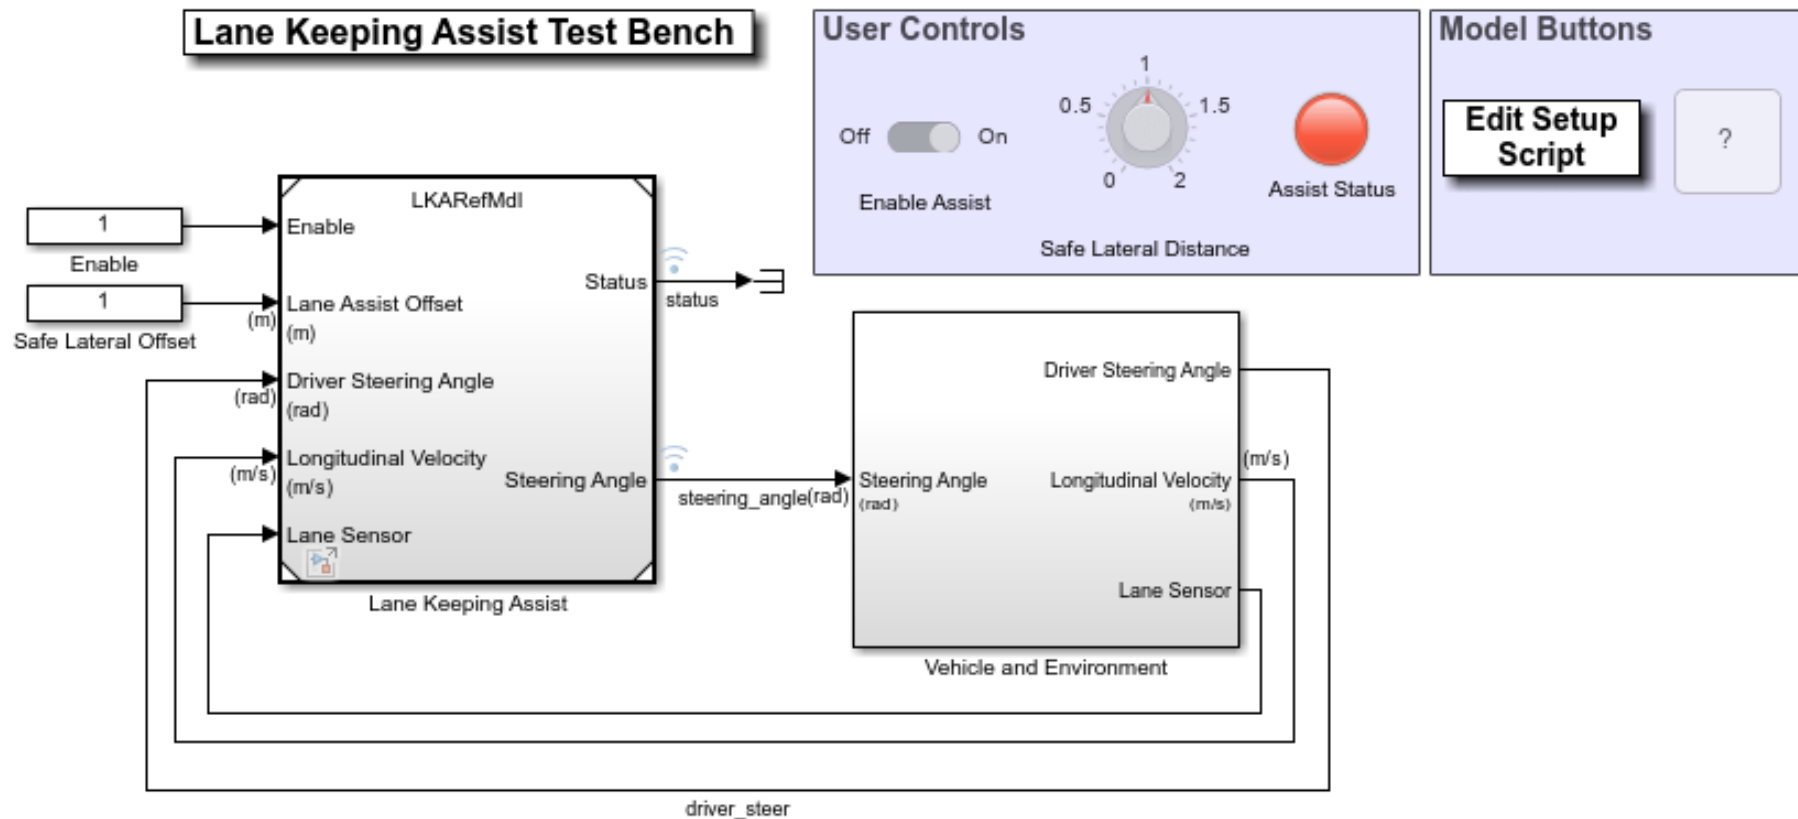 Lane Keeping Assist Test Bench
User Controls
Off
On
Enable Assist
0
0.5
1
1.5
2
Safe Lateral Distance
Assist Status
Model Buttons
Edit Setup
Script
?
1
Enable
1
Safe Lateral Offset
(m)
(rad)
(m/s)
LKARefMdl
Enable
Lane Assist Offset
(m)
Driver Steering Angle
(rad)
Longitudinal Velocity
(m/s)
Lane Sensor
Status
Steering Angle
Lane Keeping Assist
status
steering_angle(rad)
Steering Angle
(rad)
Driver Steering Angle
Longitudinal Velocity
(m/s)
Lane Sensor
Vehicle and Environment
(m/s)
driver_steer